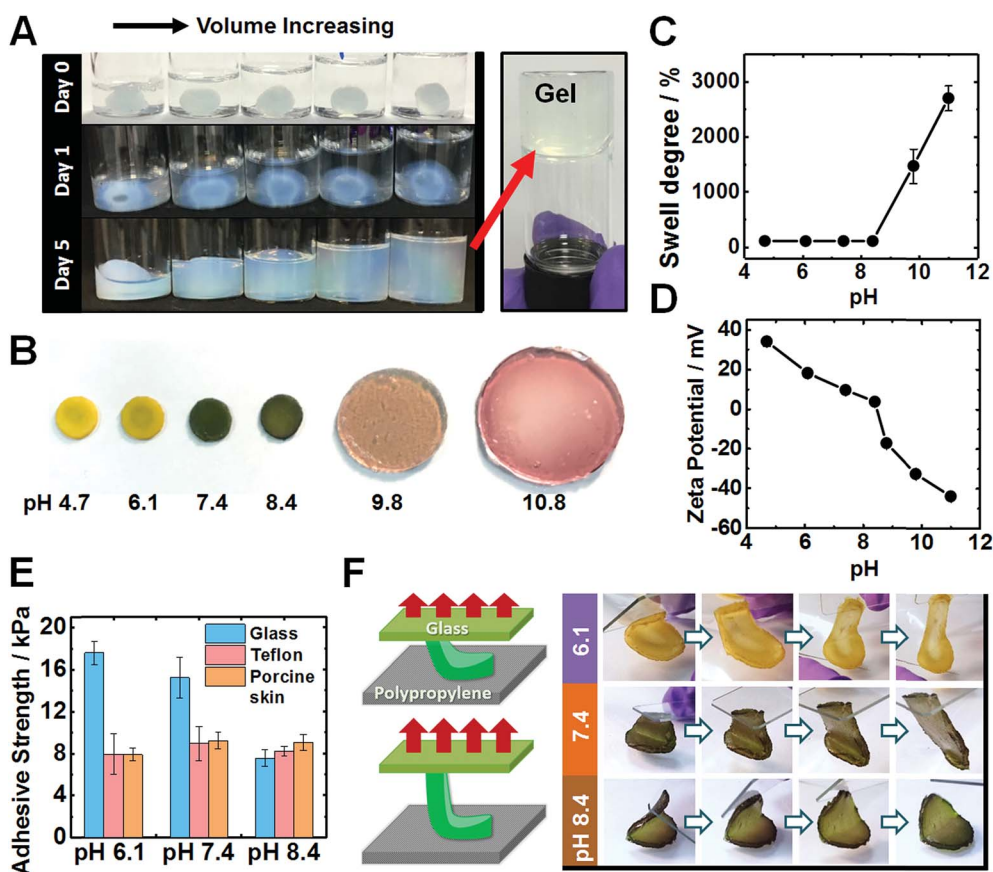 A
Volume Increasing
Day 0
Day 1
Day 5
Gel
B
pH 4.7
6.1
7.4
8.4
9.8
10.8
C
Swell degree / %
3000
2000
1000
0
4
6
8
10
12
pH
D
Zeta Potential / mV
40
20
0
-20
-40
-60
4
6
8
10
12
pH
E
Adhesive Strength / kPa
20
16
12
8
4
0
Glass
Teflon
Porcine
skin
pH 6.1
pH 7.4
pH 8.4
F
Glass
Polypropylene
6.1
7.4
pH 8.4